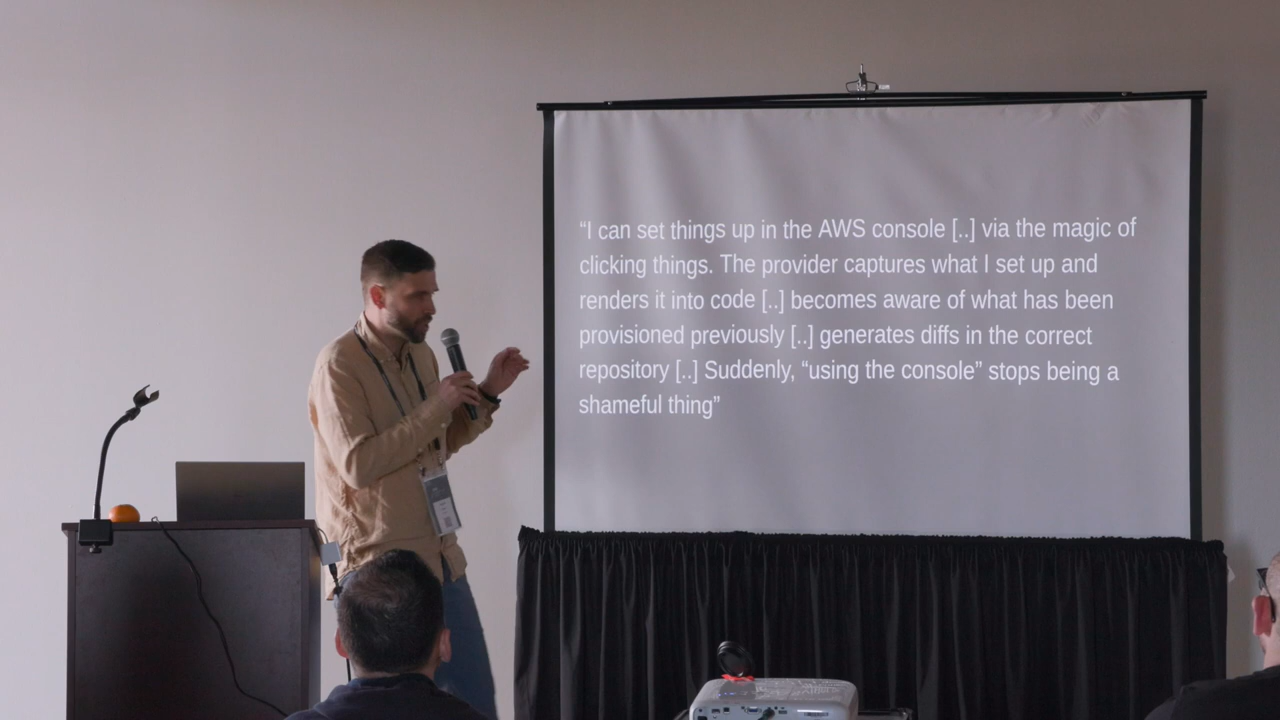 “I can set things up in the AWS console [..] via the magic of
clicking things. The provider captures what I set up and
renders it into code [..] becomes aware of what has been
provisioned previously [..] generates diffs in the correct
repository [..] Suddenly, “using the console” stops being a
shameful thing”